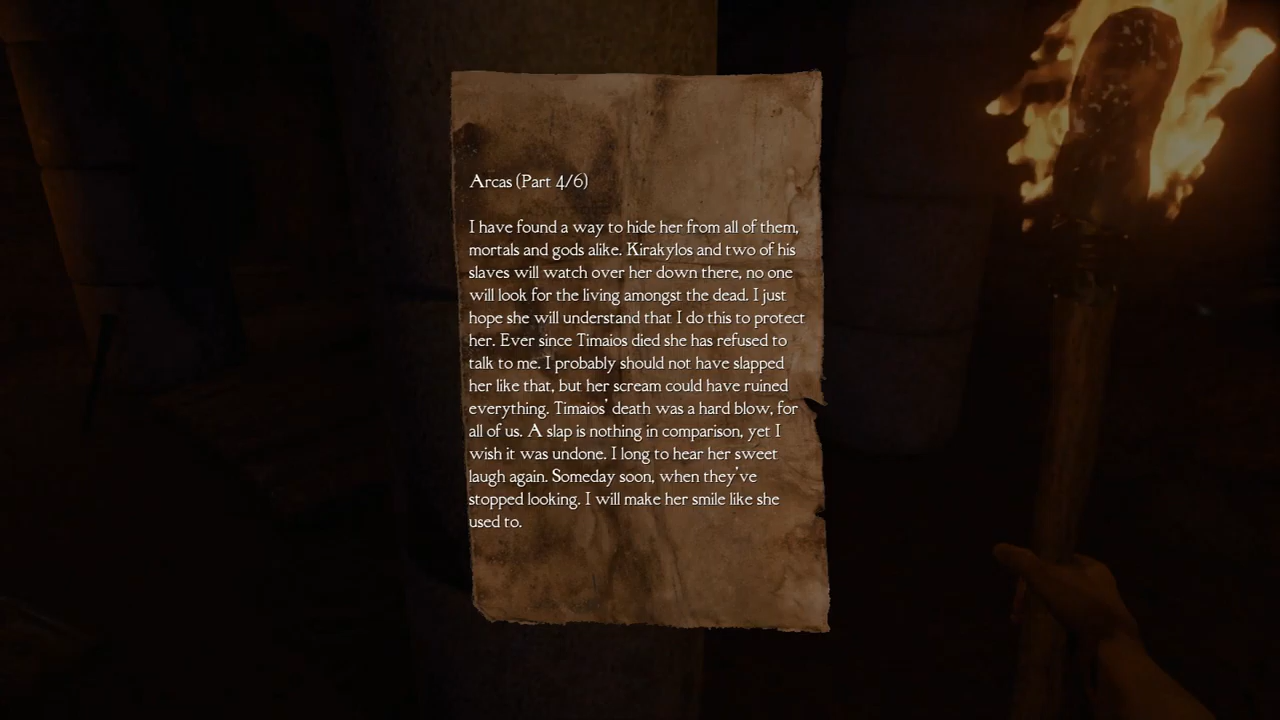 Arcas (Part 4/6)
I have found a way to hide her from all of them,
mortals and gods alike. Kirakylos and two of his
slaves will watch over her down there, no one
will look for the living amongst the dead. I just
hope she will understand that I do this to protect
her. Ever since Timaios died she has refused to
talk to me. I probably should not have slapped
her like that, but her scream could have ruined
everything. Timaios' death was a hard blow, for
all of us. A slap is nothing in comparison, yet I
wish it was undone. I long to hear her sweet
laugh again. Someday soon, when they've
stopped looking. I will make her smile like she
used to.